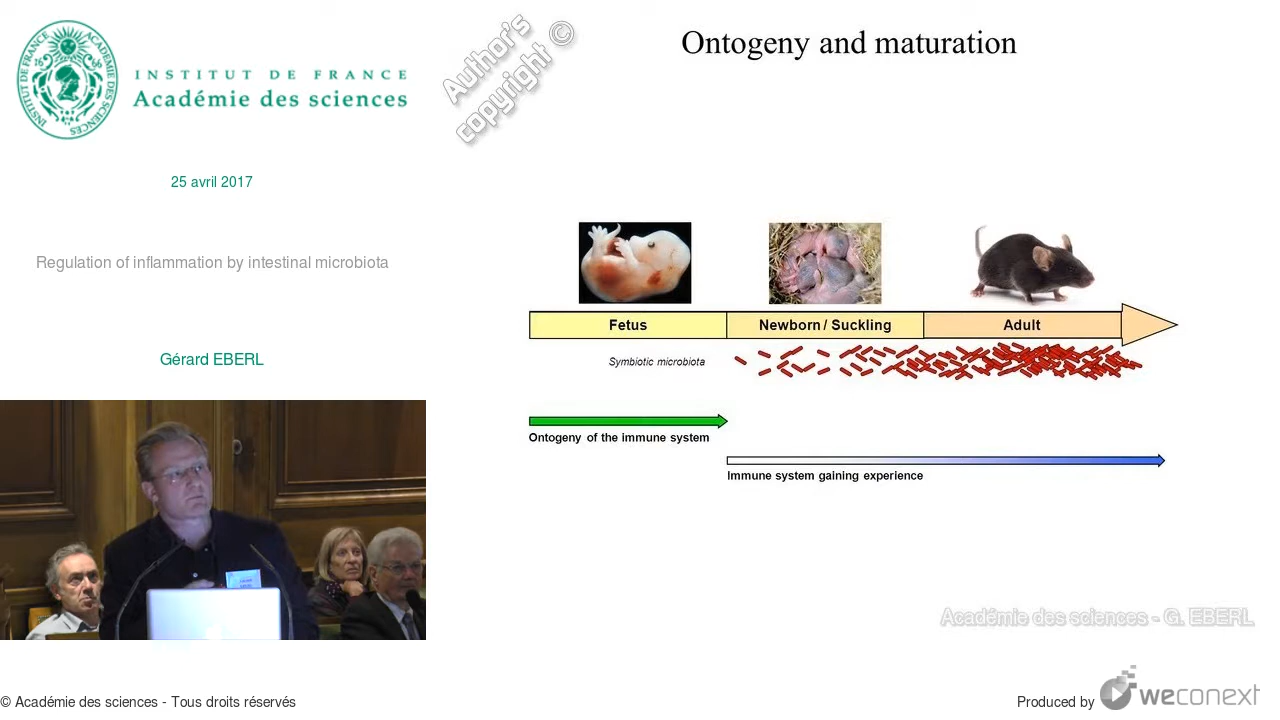 INSTITUT DE FRANCE
Académie des sciences
25 avril 2017
Regulation of inflammation by intestinal microbiota
Gérard EBERL
Author's
copyright ©
Ontogeny and maturation
Fetus
Newborn / Suckling
Adult
Symbiotic microbiota
Ontogeny of the immune system
Immune system gaining experience
Académie des sciences - G. EBERL
© Académie des sciences - Tous droits réservés
Produced by
weconext